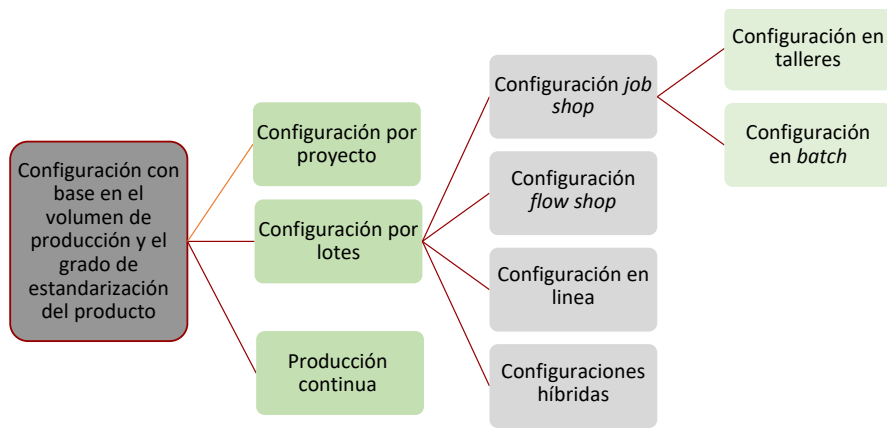 Configuración con
base en el
volumen de
producción y el
grado de
estandarización
del producto
Configuración por
proyecto
Configuración por
lotes
Producción
continua
Configuración job
shop
Configuración
flow shop
Configuración en
linea
Configuraciones
híbridas
Configuración en
talleres
Configuración
en batch